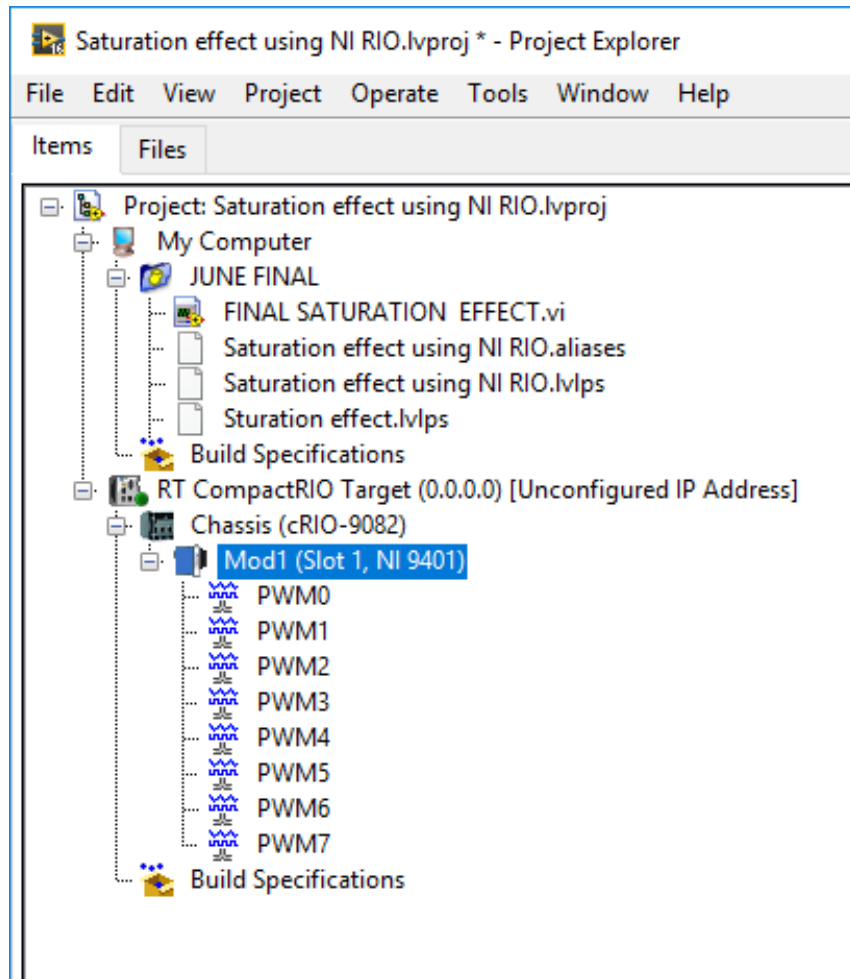 Saturation effect using NI RIO.lvproj * - Project Explorer
File Edit View Project Operate Tools Window Help
Items Files
Project: Saturation effect using NI RIO.lvproj
My Computer
JUNE FINAL
FINAL SATURATION  EFFECT.vi
Saturation effect using NI RIO.aliases
Saturation effect using NI RIO.lvlps
Sturation effect.lvlps
Build Specifications
RT CompactRIO Target (0.0.0.0) [Unconfigured IP Address]
Chassis (cRIO-9082)
Mod1 (Slot 1, NI 9401)
PWM0
PWM1
PWM2
PWM3
PWM4
PWM5
PWM6
PWM7
Build Specifications